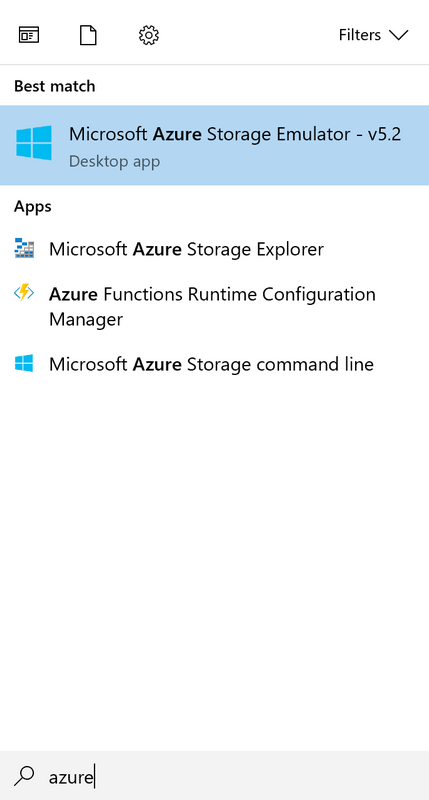 Filters
Best match
Microsoft Azure Storage Emulator - v5.2
Desktop app
Apps
Microsoft Azure Storage Explorer
Azure Functions Runtime Configuration
Manager
Microsoft Azure Storage command line
azure